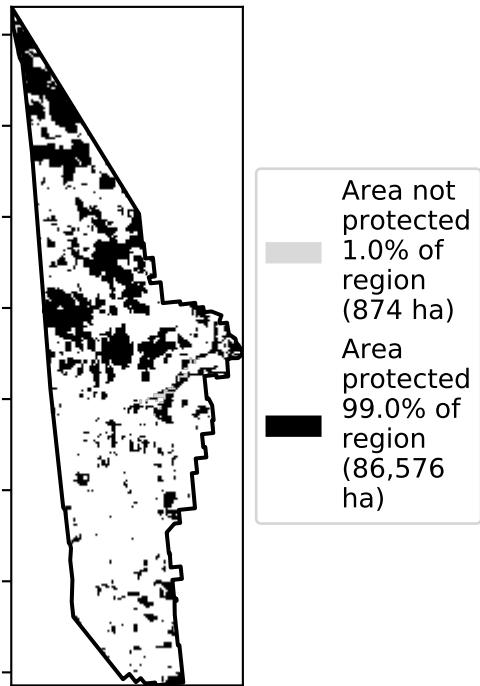 Area not
protected
1.0% of
region
(874 ha)
Area
protected
99.0% of
region
(86,576
ha)